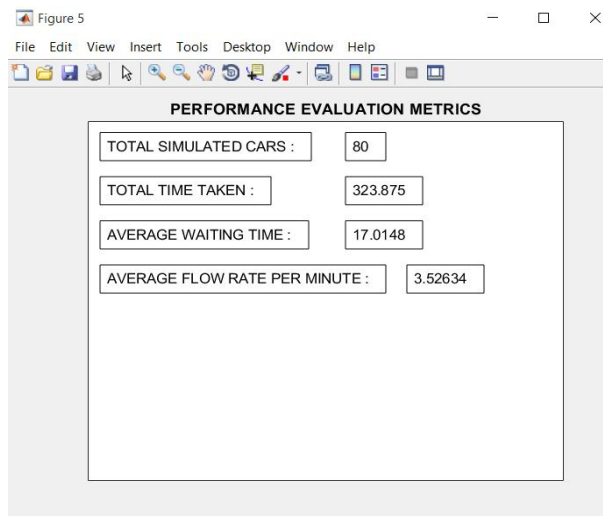 Figure 5
File Edit View Insert Tools Desktop Window Help
PERFORMANCE EVALUATION METRICS
TOTAL SIMULATED CARS : 80
TOTAL TIME TAKEN : 323.875
AVERAGE WAITING TIME : 17.0148
AVERAGE FLOW RATE PER MINUTE : 3.52634